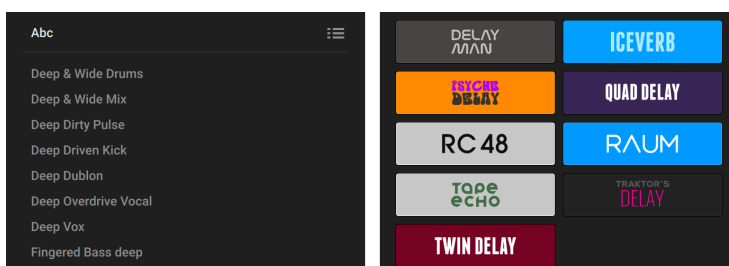 Abc
Deep & Wide Drums
Deep & Wide Mix
Deep Dirty Pulse
Deep Driven Kick
Deep Dublon
Deep Overdrive Vocal
Deep Vox
Fingered Bass deep
DELAY
MAN
ICEVERB
PSYCHE
DELAY
QUAD DELAY
RC 48
RAUM
TAPE
ECHO
TRAKTOR'S
DELAY
TWIN DELAY